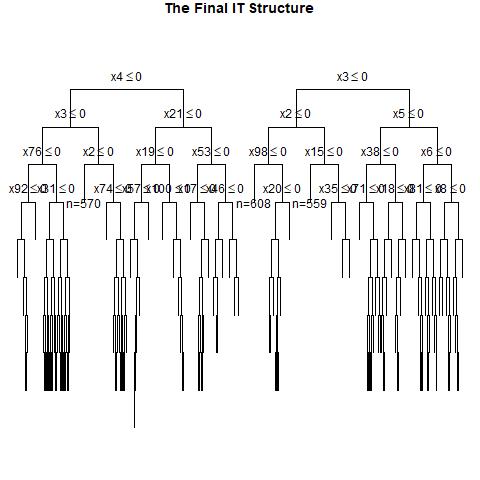 The Final IT Structure
x4 ≤ 0 x3 ≤ 0
x3 ≤ 0 x21 ≤ 0 x2 ≤ 0 x5 ≤ 0
x76 ≤ 0 x2 ≤ 0 x19 ≤ 0 x53 ≤ 0 x98 ≤ 0 x15 ≤ 0 x38 ≤ 0 x6 ≤ 0
x92 ≤ 0 x31 ≤ 0 x74 ≤ 0 x100 ≤ 0 x17 ≤ 0 x46 ≤ 0 x20 ≤ 0 x35 ≤ 0 x71 ≤ 0 x18 ≤ 0 x81 ≤ 0 x8 ≤ 0
n=570 n=608 n=559